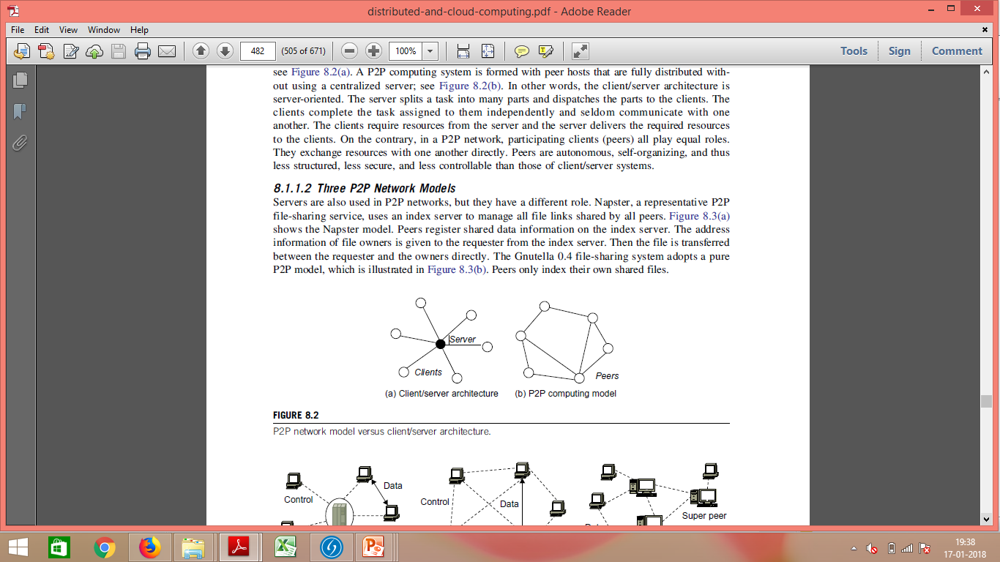 distributed-and-cloud-computing.pdf - Adobe Reader
File Edit View Window Help
482 (505 of 671) 100% Tools Sign Comment
see Figure 8.2(a). A P2P computing system is formed with peer hosts that are fully distributed with-
out using a centralized server; see Figure 8.2(b). In other words, the client/server architecture is
server-oriented. The server splits a task into many parts and dispatches the parts to the clients. The
clients complete the task assigned to them independently and seldom communicate with one
another. The clients require resources from the server and the server delivers the required resources
to the clients. On the contrary, in a P2P network, participating clients (peers) all play equal roles.
They exchange resources with one another directly. Peers are autonomous, self-organizing, and thus
less structured, less secure, and less controllable than those of client/server systems.
8.1.1.2 Three P2P Network Models
Servers are also used in P2P networks, but they have a different role. Napster, a representative P2P
file-sharing service, uses an index server to manage all file links shared by all peers. Figure 8.3(a)
shows the Napster model. Peers register shared data information on the index server. The address
information of file owners is given to the requester from the index server. Then the file is transferred
between the requester and the owners directly. The Gnutella 0.4 file-sharing system adopts a pure
P2P model, which is illustrated in Figure 8.3(b). Peers only index their own shared files.
Server
Clients
Peers
(a) Client/server architecture
(b) P2P computing model
FIGURE 8.2
P2P network model versus client/server architecture.
Data
Control
Control
Data
Super peer
19:38
17-01-2018